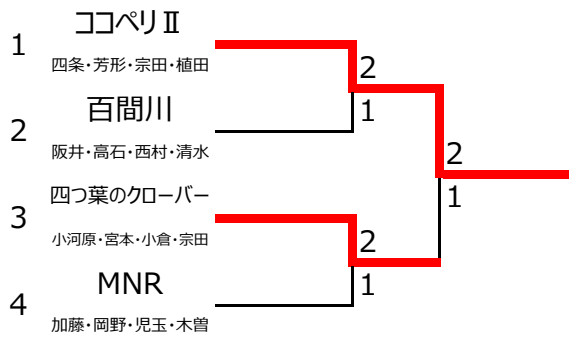 1
ココペリⅡ
四条・芳形・宗田・植田
2
百間川
阪井・高石・西村・清水
3
四つ葉のクローバー
小河原・宮本・小倉・宗田
4
MNR
加藤・岡野・児玉・木曽
2
1
2
1
2
1